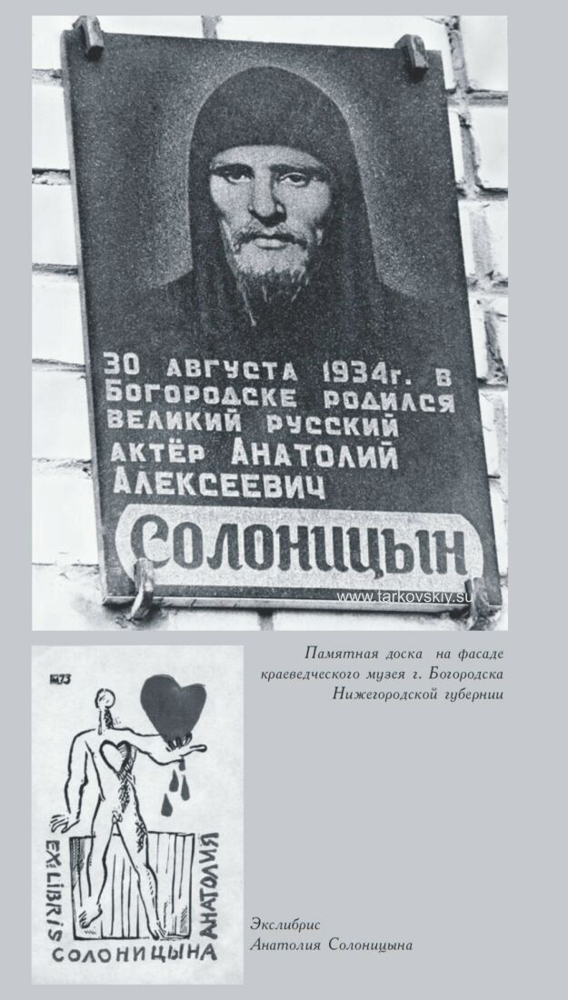 30 АВГУСТА 1934г. В
БОГОРОДСКЕ РОДИЛСЯ
ВЕЛИКИЙ РУССКИЙ
АКТЁР АНАТОЛИЙ
АЛЕКСЕЕВИЧ
СОЛОНИЦЫН
www.tarkovskiy.su
Памятная доска на фасаде
краеведческого музея г. Богородска
Нижегородской губернии
73
EX LIBRIS
АНАТОЛИЯ
СОЛОНИЦЫНА
Экслибрис
Анатолия Солоницына